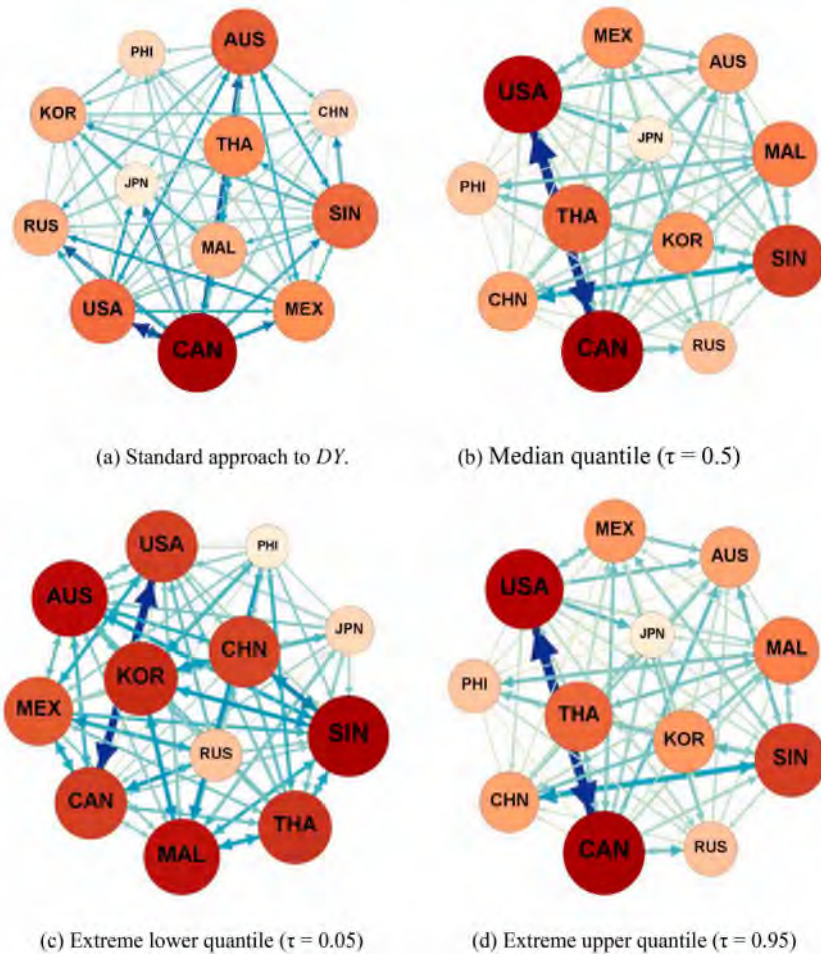 PHI
AUS
KOR
CHN
THA
JPN
RUS
SIN
MAL
USA
MEX
CAN
(a) Standard approach to DY.
MEX
AUS
USA
JPN
MAL
PHI
THA
KOR
SIN
CHN
RUS
CAN
(b) Median quantile (τ = 0.5)
USA
PHI
AUS
JPN
CHN
KOR
MEX
SIN
RUS
CAN
THA
MAL
(c) Extreme lower quantile (τ = 0.05)
MEX
AUS
USA
JPN
MAL
PHI
THA
KOR
SIN
CHN
RUS
CAN
(d) Extreme upper quantile (τ = 0.95)